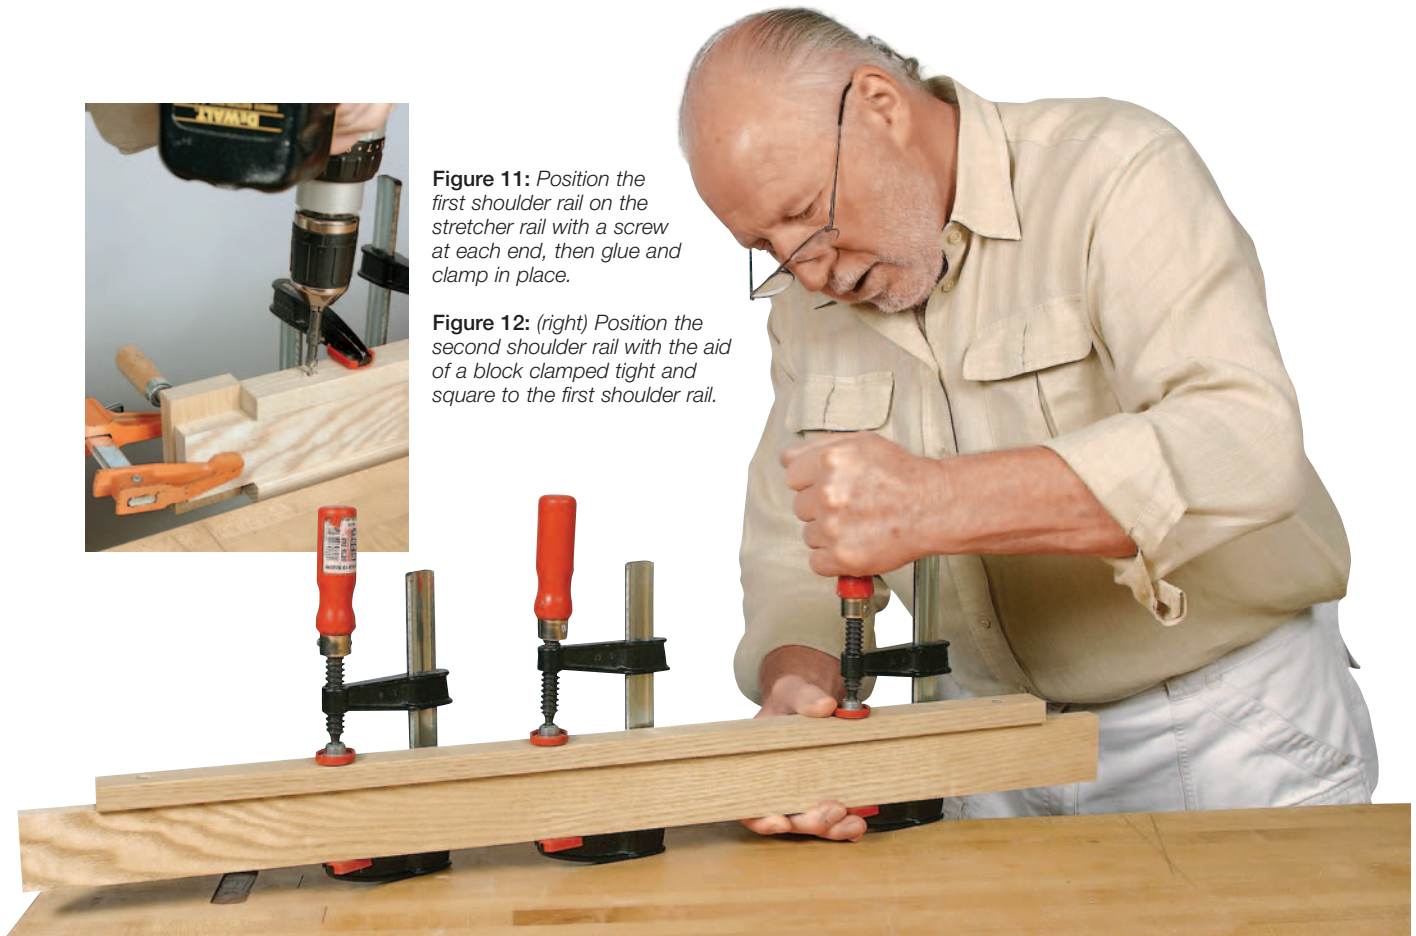 DEWALT
Figure 11: Position the
first shoulder rail on the
stretcher rail with a screw
at each end, then glue and
clamp in place.
Figure 12: (right) Position the
second shoulder rail with the aid
of a block clamped tight and
square to the first shoulder rail.